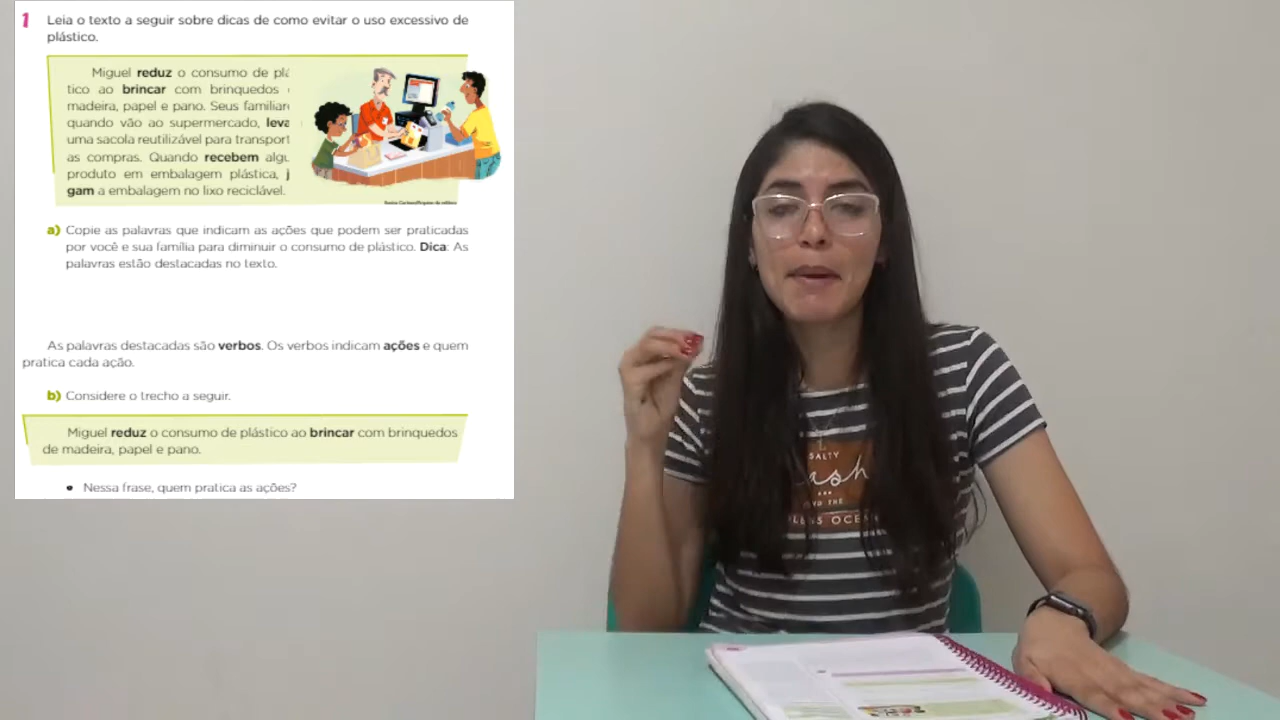 1 Leia o texto a seguir sobre dicas de como evitar o uso excessivo de
plástico.
Miguel reduz o consumo de plá
tico ao brincar com brinquedos
madeira, papel e pano. Seus familiar
quando vão ao supermercado, leva
uma sacola reutilizável para transport
as compras. Quando recebem algu
produto em embalagem plástica, j
gam a embalagem no lixo reciclável.
a) Copie as palavras que indicam as ações que podem ser praticadas
por você e sua família para diminuir o consumo de plástico. Dica: As
palavras estão destacadas no texto.
As palavras destacadas são verbos. Os verbos indicam ações e quem
pratica cada ação.
b) Considere o trecho a seguir.
Miguel reduz o consumo de plástico ao brincar com brinquedos
de madeira, papel e pano.
• Nessa frase, quem pratica as ações?
SALTY
AND THE
OCE